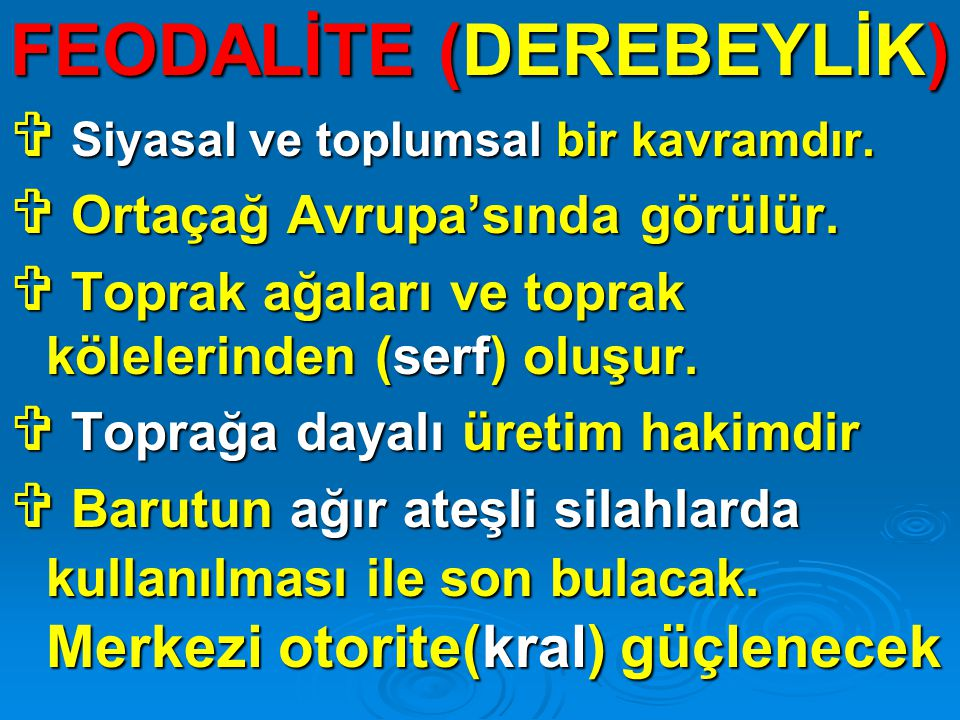 FEODALİTE (DEREBEYLİK)
✞ Siyasal ve toplumsal bir kavramdır.
✞ Ortaçağ Avrupa’sında görülür.
✞ Toprak ağaları ve toprak
kölelerinden (serf) oluşur.
✞ Toprağa dayalı üretim hakimdir
✞ Barutun ağır ateşli silahlarda
kullanılması ile son bulacak.
Merkezi otorite(kral) güçlenecek